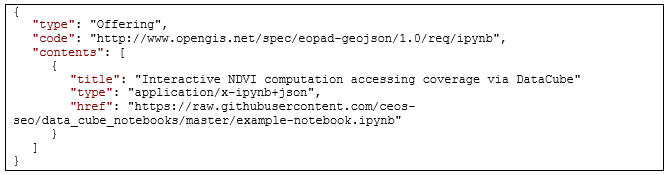 {
"type": "Offering",
"code": "http://www.opengis.net/spec/eopad-geojson/1.0/req/ipynb",
"contents": [
{
"title": "Interactive NDVI computation accessing coverage via DataCube"
"type": "application/x-ipynb+json",
"href": "https://raw.githubusercontent.com/ceos-
seo/data_cube_notebooks/master/example-notebook.ipynb"
}
]
}